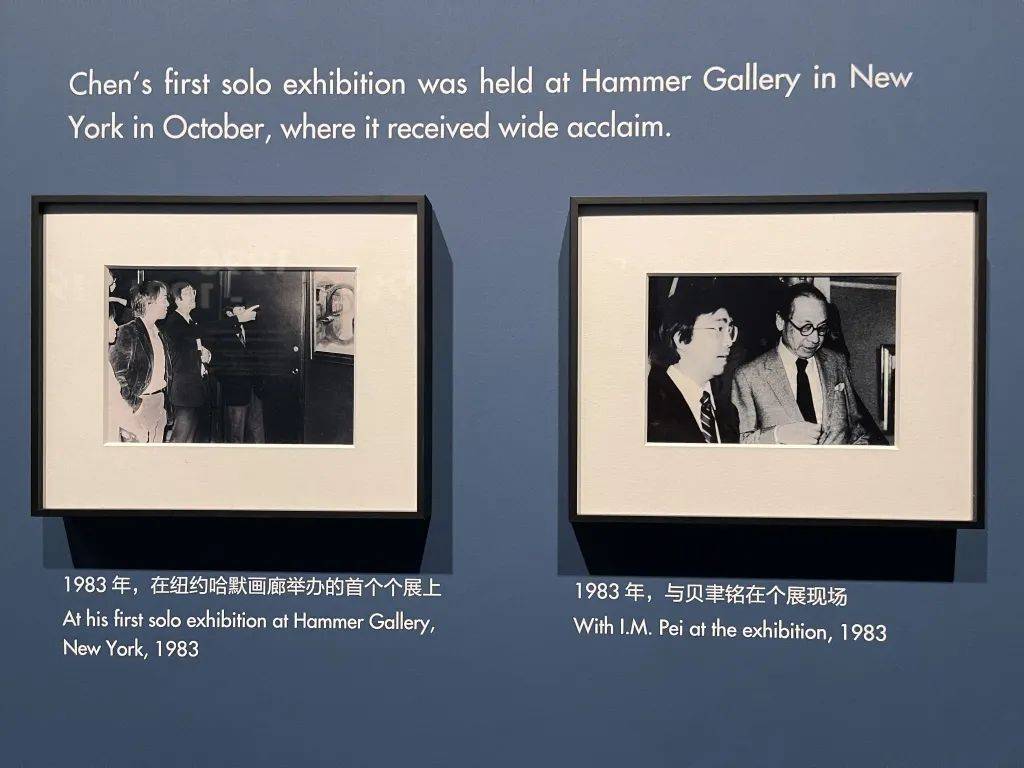 Chen's first solo exhibition was held at Hammer Gallery in New
York in October, where it received wide acclaim.
1983 年，在纽约哈默画廊举办的首个个展上
At his first solo exhibition at Hammer Gallery,
New York, 1983
1983 年，与贝聿铭在个展现场
With I.M. Pei at the exhibition, 1983